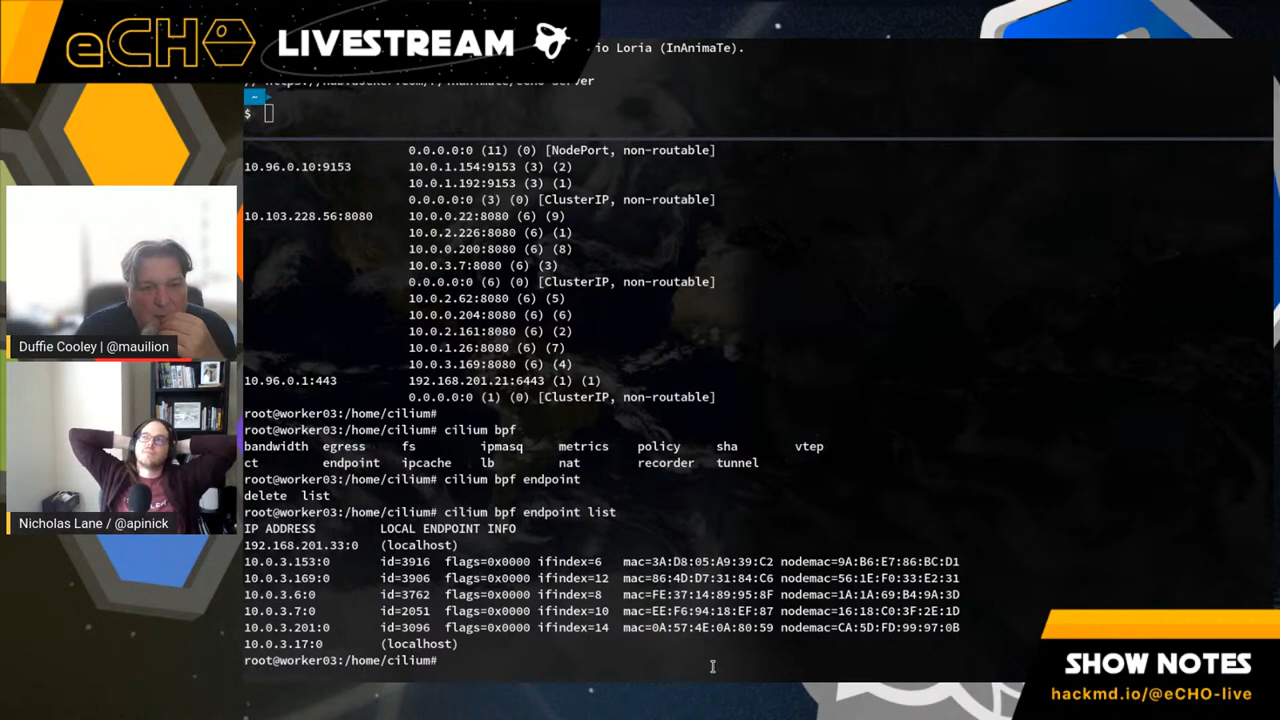 eCHO LIVESTREAM
io Loria (InAnimaTe).
~
$
0.0.0.0:0 (11) (0) [NodePort, non-routable]
10.96.0.10:9153 10.0.1.154:9153 (3) (2)
10.0.1.192:9153 (3) (1)
0.0.0.0:0 (3) (0) [ClusterIP, non-routable]
10.103.228.56:8080 10.0.0.22:8080 (6) (9)
10.0.2.226:8080 (6) (1)
10.0.0.200:8080 (6) (8)
10.0.3.7:8080 (6) (3)
0.0.0.0:0 (6) (0) [ClusterIP, non-routable]
10.0.2.62:8080 (6) (5)
10.0.0.204:8080 (6) (6)
10.0.2.161:8080 (6) (2)
10.0.1.26:8080 (6) (7)
10.0.3.169:8080 (6) (4)
10.96.0.1:443 192.168.201.21:6443 (1) (1)
0.0.0.0:0 (1) (0) [ClusterIP, non-routable]
root@worker03:/home/cilium#
root@worker03:/home/cilium# cilium bpf
bandwidth egress fs ipmasq metrics policy sha vtep
ct endpoint ipcache lb nat recorder tunnel
root@worker03:/home/cilium# cilium bpf endpoint
delete list
root@worker03:/home/cilium# cilium bpf endpoint list
IP ADDRESS LOCAL ENDPOINT INFO
192.168.201.33:0 (localhost)
10.0.3.153:0 id=3916 flags=0x0000 ifindex=6 mac=3A:D8:05:A9:39:C2 nodemac=9A:B6:E7:86:BC:D1
10.0.3.169:0 id=3906 flags=0x0000 ifindex=12 mac=86:4D:D7:31:84:C6 nodemac=56:1E:F0:33:E2:31
10.0.3.6:0 id=3762 flags=0x0000 ifindex=8 mac=FE:37:14:89:95:8F nodemac=1A:1A:69:B4:9A:3D
10.0.3.7:0 id=2051 flags=0x0000 ifindex=10 mac=EE:F6:94:18:EF:87 nodemac=16:18:C0:3F:2E:1D
10.0.3.201:0 id=3096 flags=0x0000 ifindex=14 mac=0A:57:4E:0A:80:59 nodemac=CA:5D:FD:99:97:0B
10.0.3.17:0 (localhost)
root@worker03:/home/cilium#
Duffie Cooley | @mauilion
Nicholas Lane / @apinick
SHOW NOTES
hackmd.io/@eCHO-live